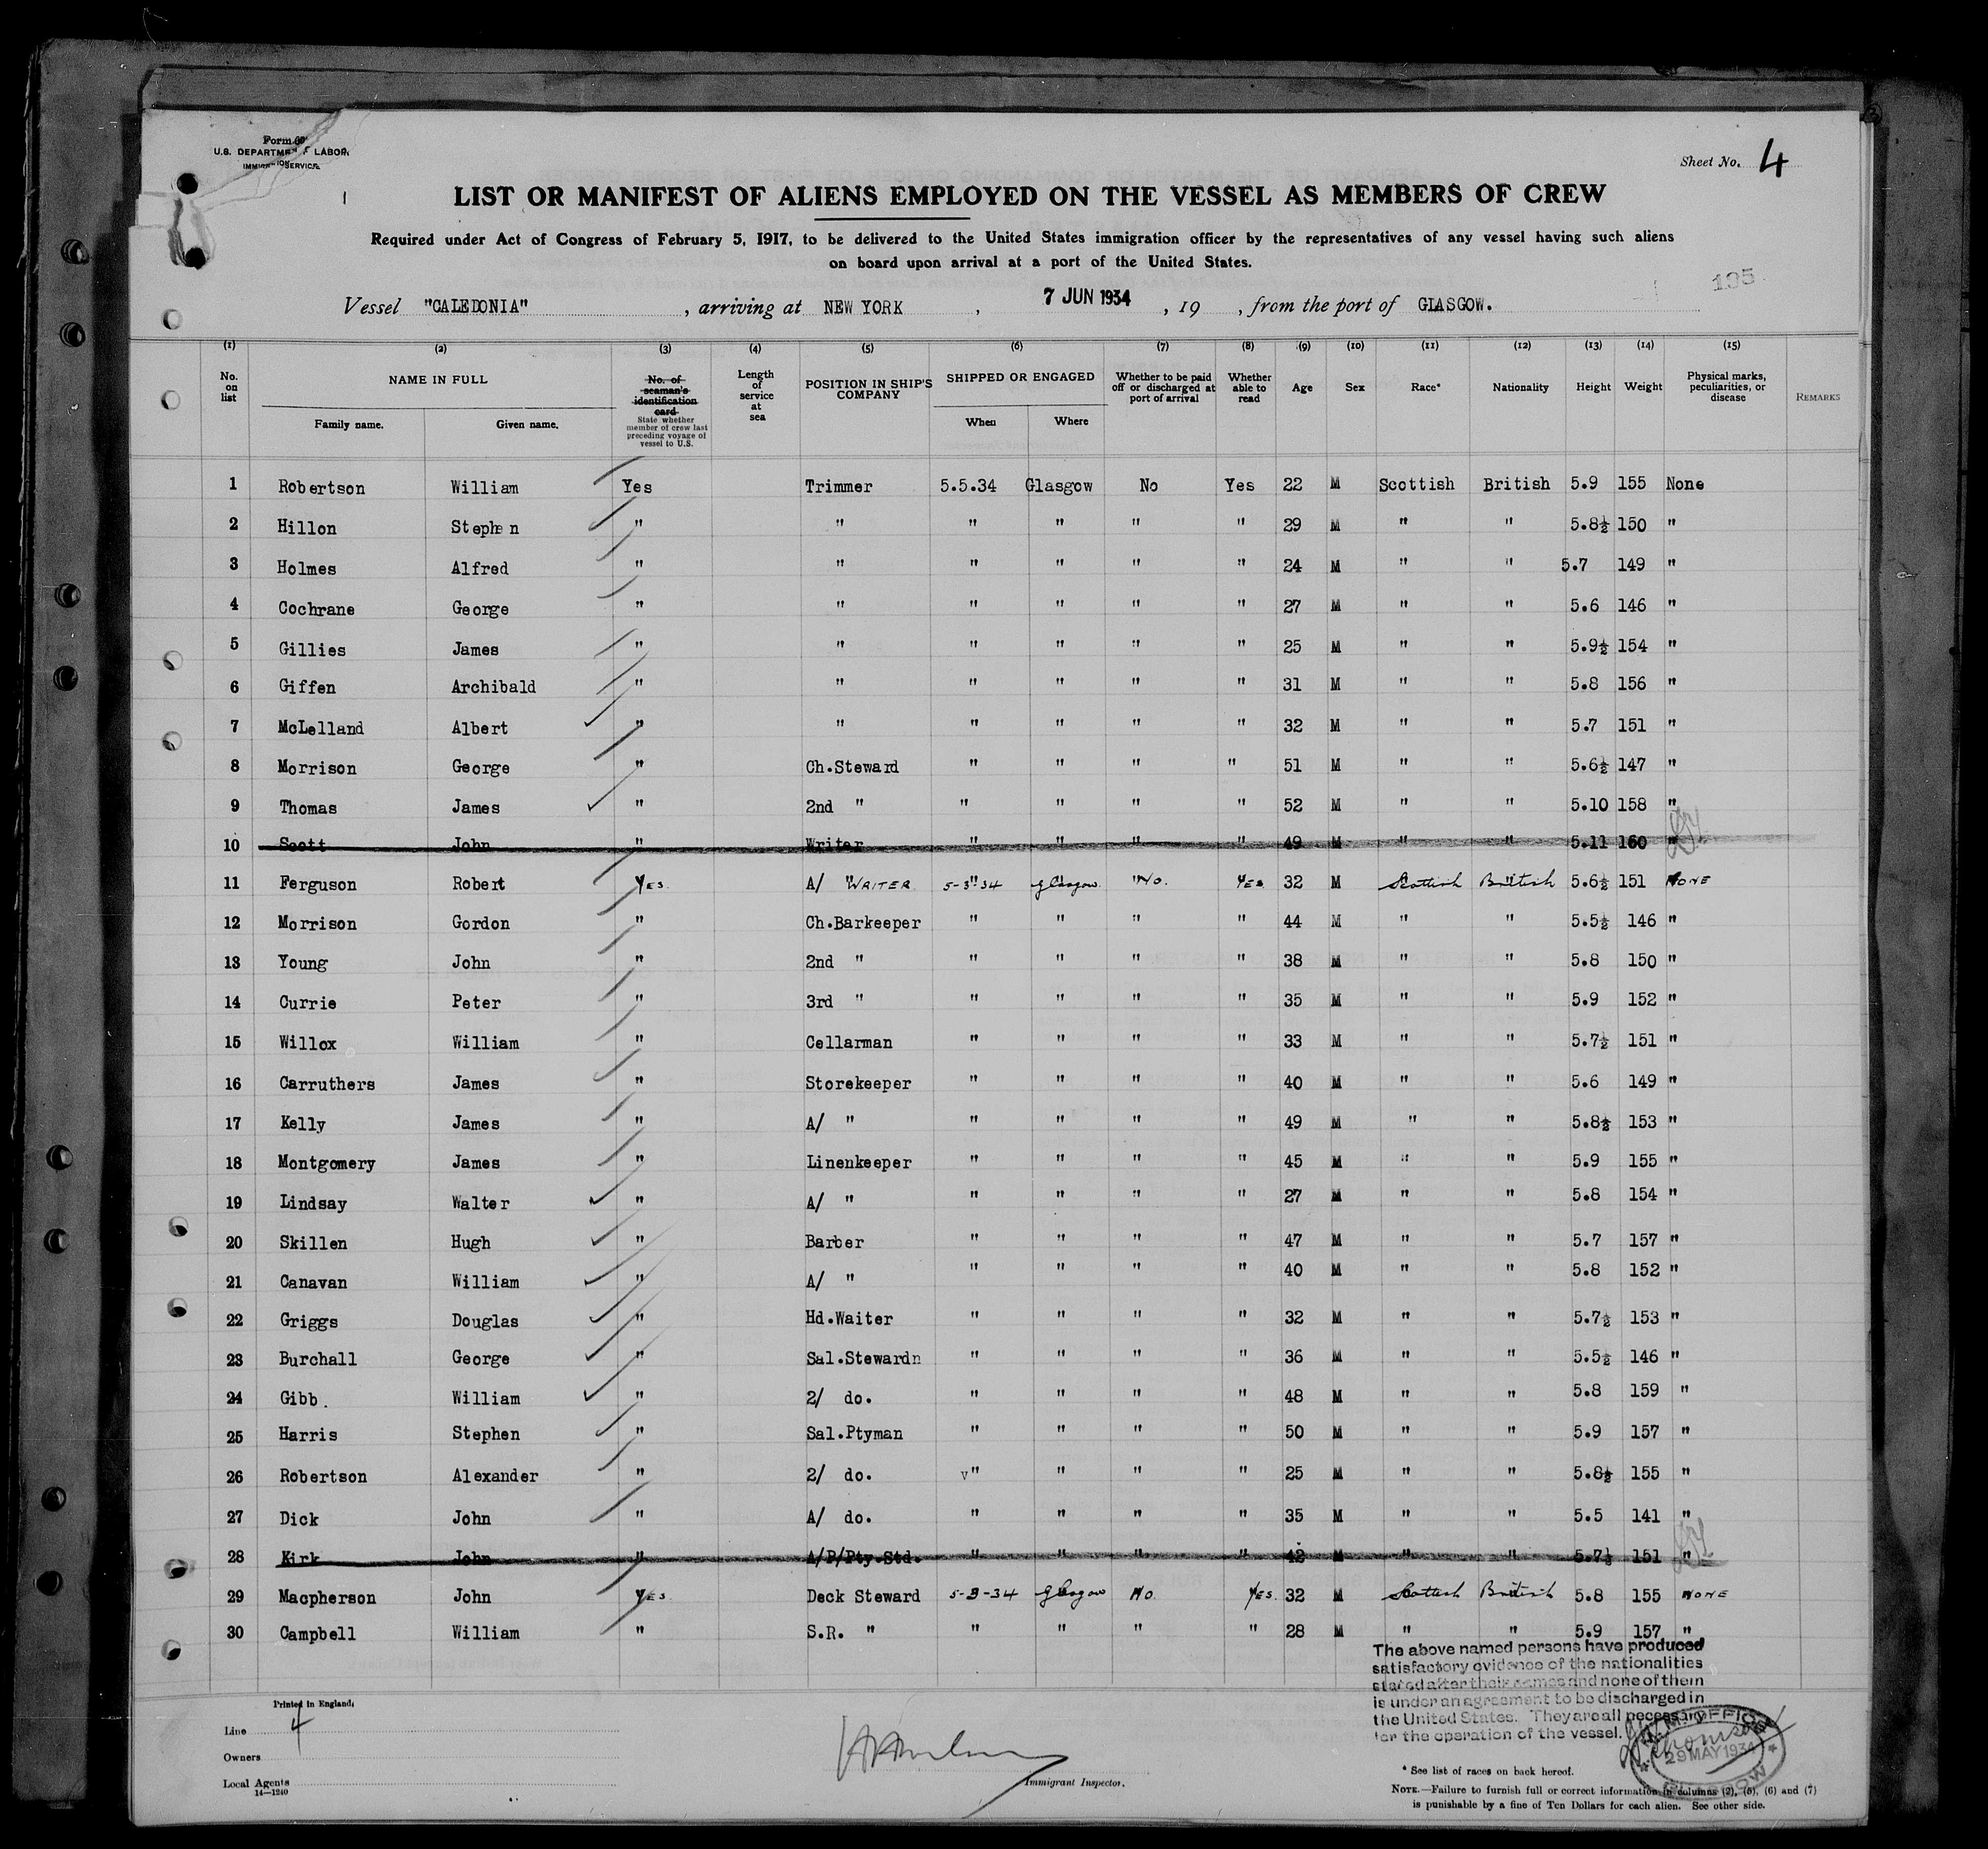 Form 69
U.S. DEPARTMENT OF LABOR,
IMMIGRATION SERVICE
Sheet No. 4
LIST OR MANIFEST OF ALIENS EMPLOYED ON THE VESSEL AS MEMBERS OF CREW
Required under Act of Congress of February 5, 1917, to be delivered to the United States immigration officer by the representatives of any vessel having such aliens
on board upon arrival at a port of the United States.
195
Vessel "CALEDONIA" , arriving at NEW YORK , 7 JUN 1934 , 19 , from the port of GLASGOW.
(1) (2) (3) (4) (5) (6) (7) (8) (9) (10) (11) (12) (13) (14) (15)
No. on list NAME IN FULL Family name. Given name. No. of seaman's identification card State whether member of crew last preceding voyage of vessel to U.S. Length of service at sea POSITION IN SHIP'S COMPANY SHIPPED OR ENGAGED When Where Whether to be paid off or discharged at port of arrival Whether able to read Age Sex Race* Nationality Height Weight Physical marks, peculiarities, or disease REMARKS
1 Robertson William Yes Trimmer 5.5.34 Glasgow No Yes 22 M Scottish British 5.9 155 None
2 Hillon Stephen " " " " " " 29 M " " 5.8½ 150 "
3 Holmes Alfred " " " " " " 24 M " " 5.7 149 "
4 Cochrane George " " " " " " 27 M " " 5.6 146 "
5 Gillies James " " " " " " 25 M " " 5.9½ 154 "
6 Giffen Archibald " " " " " " 31 M " " 5.8 156 "
7 McLelland Albert " " " " " " 32 M " " 5.7 151 "
8 Morrison George " Ch.Steward " " " " 51 M " " 5.6½ 147 "
9 Thomas James " 2nd " " " " " 52 M " " 5.10 158 "
10 Scott John " Writer " " " " 49 M " " 5.11 160 "
11 Ferguson Robert YES A/ " WRITER 5-3-34 Glasgow No. YES 32 M Scottish British 5.6½ 151 NONE
12 Morrison Gordon " Ch.Barkeeper " " " " 44 M " " 5.5½ 146 "
13 Young John " 2nd " " " " " 38 M " " 5.8 150 "
14 Currie Peter " 3rd " " " " " 35 M " " 5.9 152 "
15 Willox William " Cellarman " " " " 33 M " " 5.7½ 151 "
16 Carruthers James " Storekeeper " " " " 40 M " " 5.6 149 "
17 Kelly James " A/ " " " " " 49 M " " 5.8½ 153 "
18 Montgomery James " Linenkeeper " " " " 45 M " " 5.9 155 "
19 Lindsay Walter " A/ " " " " " 27 M " " 5.8 154 "
20 Skillen Hugh " Barber " " " " 47 M " " 5.7 157 "
21 Canavan William " A/ " " " " " 40 M " " 5.8 152 "
22 Griggs Douglas " Hd.Waiter " " " " 32 M " " 5.7½ 153 "
23 Burchall George " Sal.Stewardn " " " " 36 M " " 5.5½ 146 "
24 Gibb. William " 2/ do. " " " " 48 M " " 5.8 159 "
25 Harris Stephen " Sal.Ptyman " " " " 50 M " " 5.9 157 "
26 Robertson Alexander " 2/ do. v" " " " 25 M " " 5.8½ 155 "
27 Dick John " A/ do. " " " " 35 M " " 5.5 141 "
28 Kirk John " A/P/Pty.Std. " " " " 42 M " " 5.7½ 151 "
29 Macpherson John YES Deck Steward 5-3-34 Glasgow No. YES 32 M Scottish British 5.8 155 NONE
30 Campbell William " S.R. " " " " " 28 M " " 5.9 157 "
The above named persons have produced
satisfactory evidence of the nationalities
stated after their names and none of them
is under an agreement to be discharged in
the United States. They are all necessary
for the operation of the vessel.
M.M. OFFICE
29 MAY 1934
GLASGOW
Printed in England.
Line 4
Owners
Local Agents
14—1240
Immigrant Inspector.
* See list of races on back hereof.
NOTE.—Failure to furnish full or correct information in columns (2), (5), (6) and (7)
is punishable by a fine of Ten Dollars for each alien. See other side.